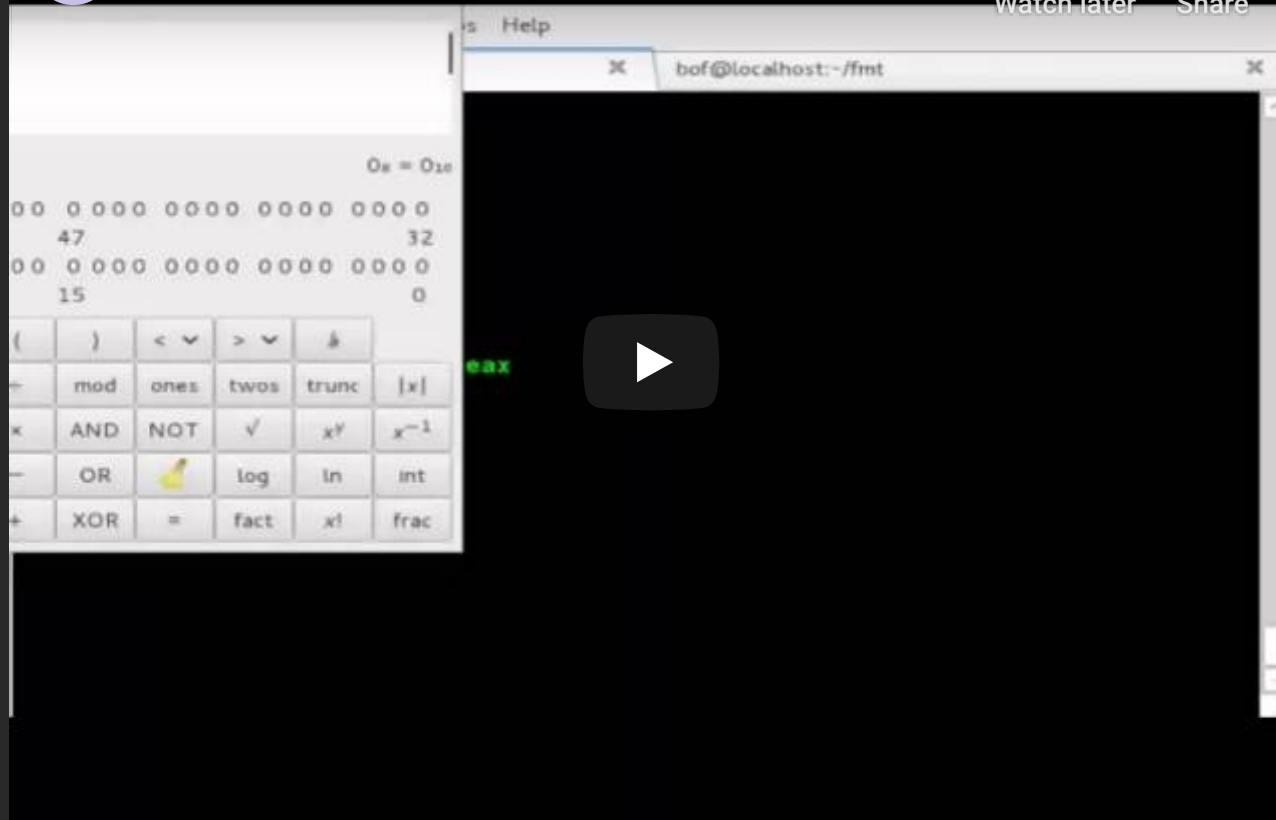 Watch later Share
s Help
bof@localhost:~/fmt
0₈ = 0₁₀
00 0000 0000 0000 0000
47 32
00 0000 0000 0000 0000
15 0
( ) < > á
÷ mod ones twos trunc |x|
eax
× AND NOT √ xʸ x⁻¹
− OR log ln int
+ XOR = fact x! frac